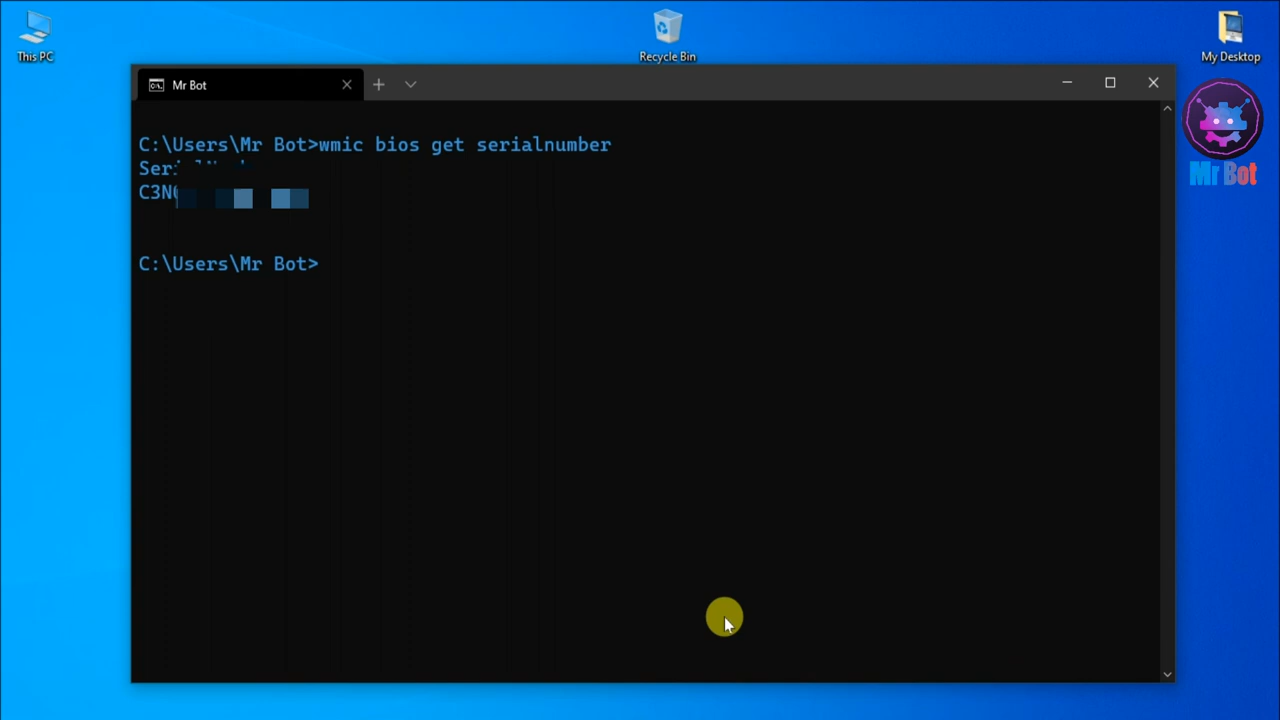 This PC
Recycle Bin
My Desktop
Mr Bot
Mr Bot
C:\Users\Mr Bot>wmic bios get serialnumber
C:\Users\Mr Bot>